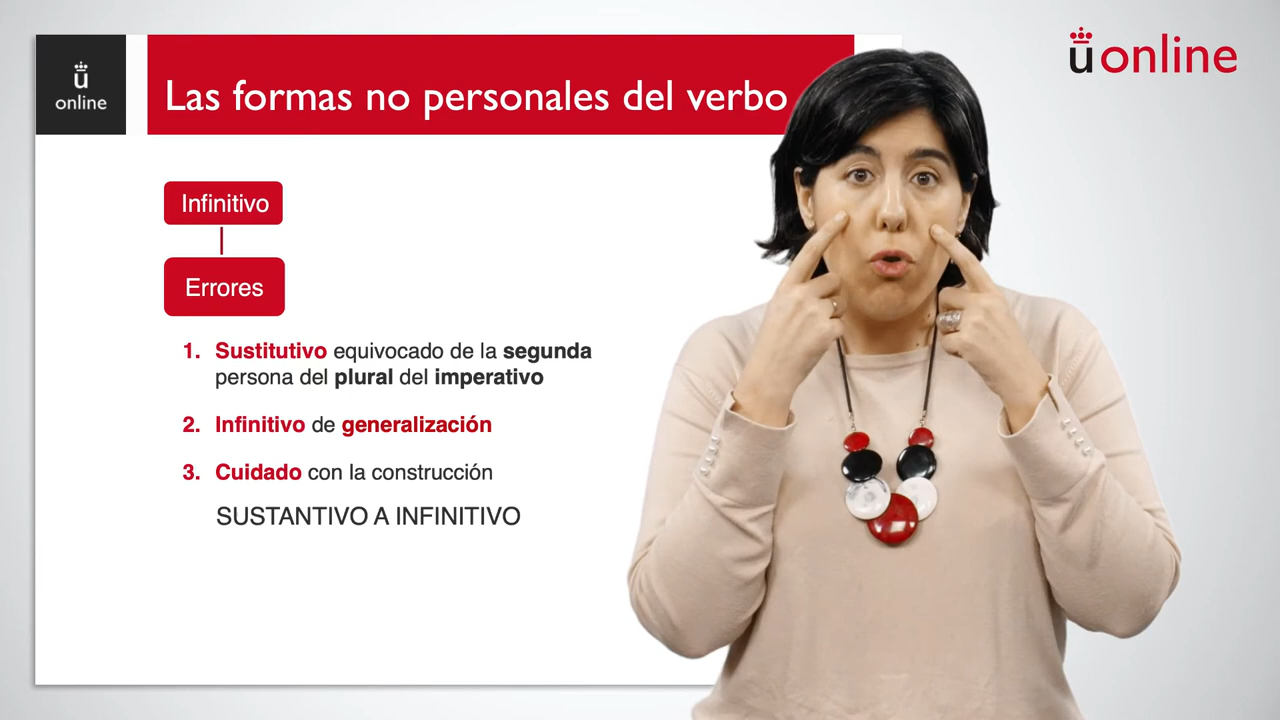 ü online
ü
online
Las formas no personales del verbo
Infinitivo
Errores
1. Sustitutivo equivocado de la segunda
persona del plural del imperativo
2. Infinitivo de generalización
3. Cuidado con la construcción
SUSTANTIVO A INFINITIVO